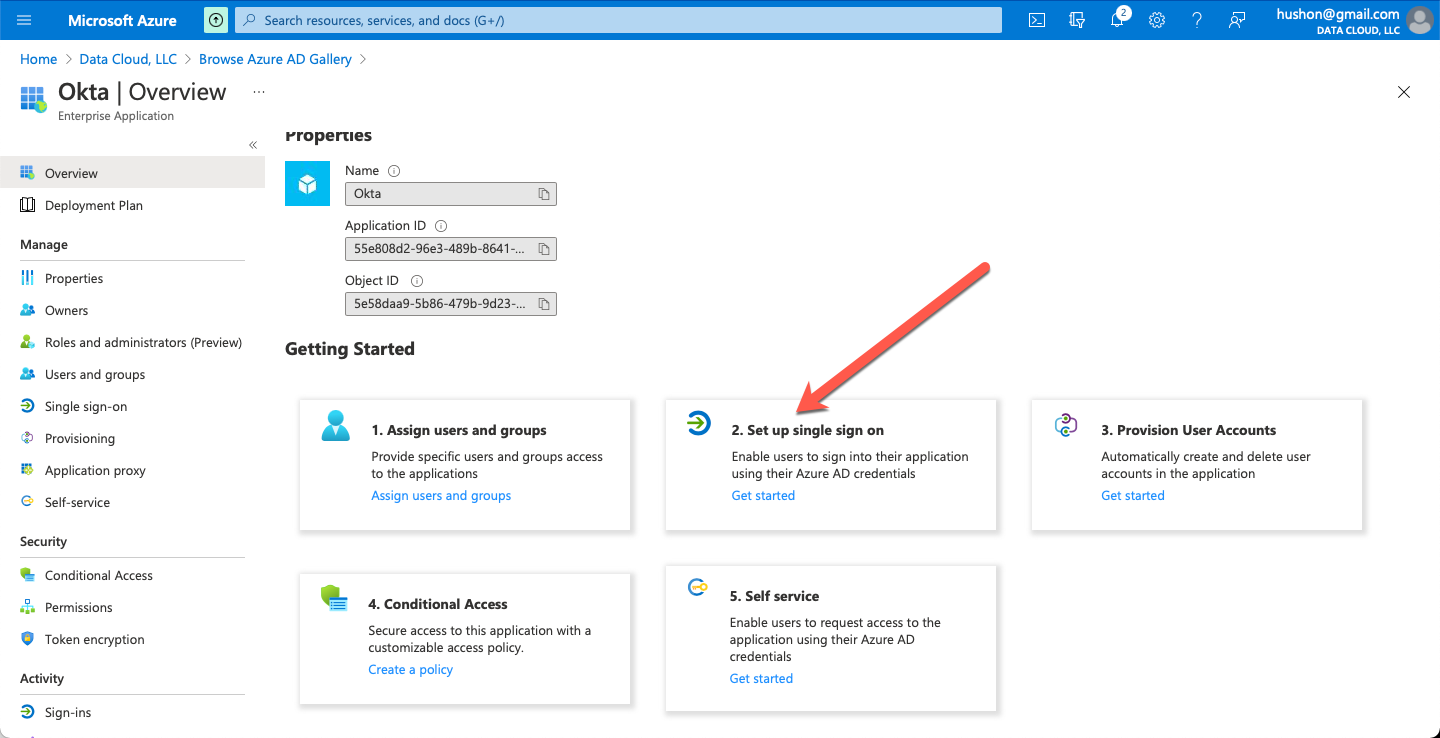 Microsoft Azure
Search resources, services, and docs (G+/)
2
hushon@gmail.com
DATA CLOUD, LLC
Home > Data Cloud, LLC > Browse Azure AD Gallery >
Okta | Overview ...
Enterprise Application
«
Overview
Deployment Plan
Manage
Properties
Owners
Roles and administrators (Preview)
Users and groups
Single sign-on
Provisioning
Application proxy
Self-service
Security
Conditional Access
Permissions
Token encryption
Activity
Sign-ins
Properties
Name
Okta
Application ID
55e808d2-96e3-489b-8641-...
Object ID
5e58daa9-5b86-479b-9d23-...
Getting Started
1. Assign users and groups
Provide specific users and groups access
to the applications
Assign users and groups
2. Set up single sign on
Enable users to sign into their application
using their Azure AD credentials
Get started
3. Provision User Accounts
Automatically create and delete user
accounts in the application
Get started
4. Conditional Access
Secure access to this application with a
customizable access policy.
Create a policy
5. Self service
Enable users to request access to the
application using their Azure AD
credentials
Get started